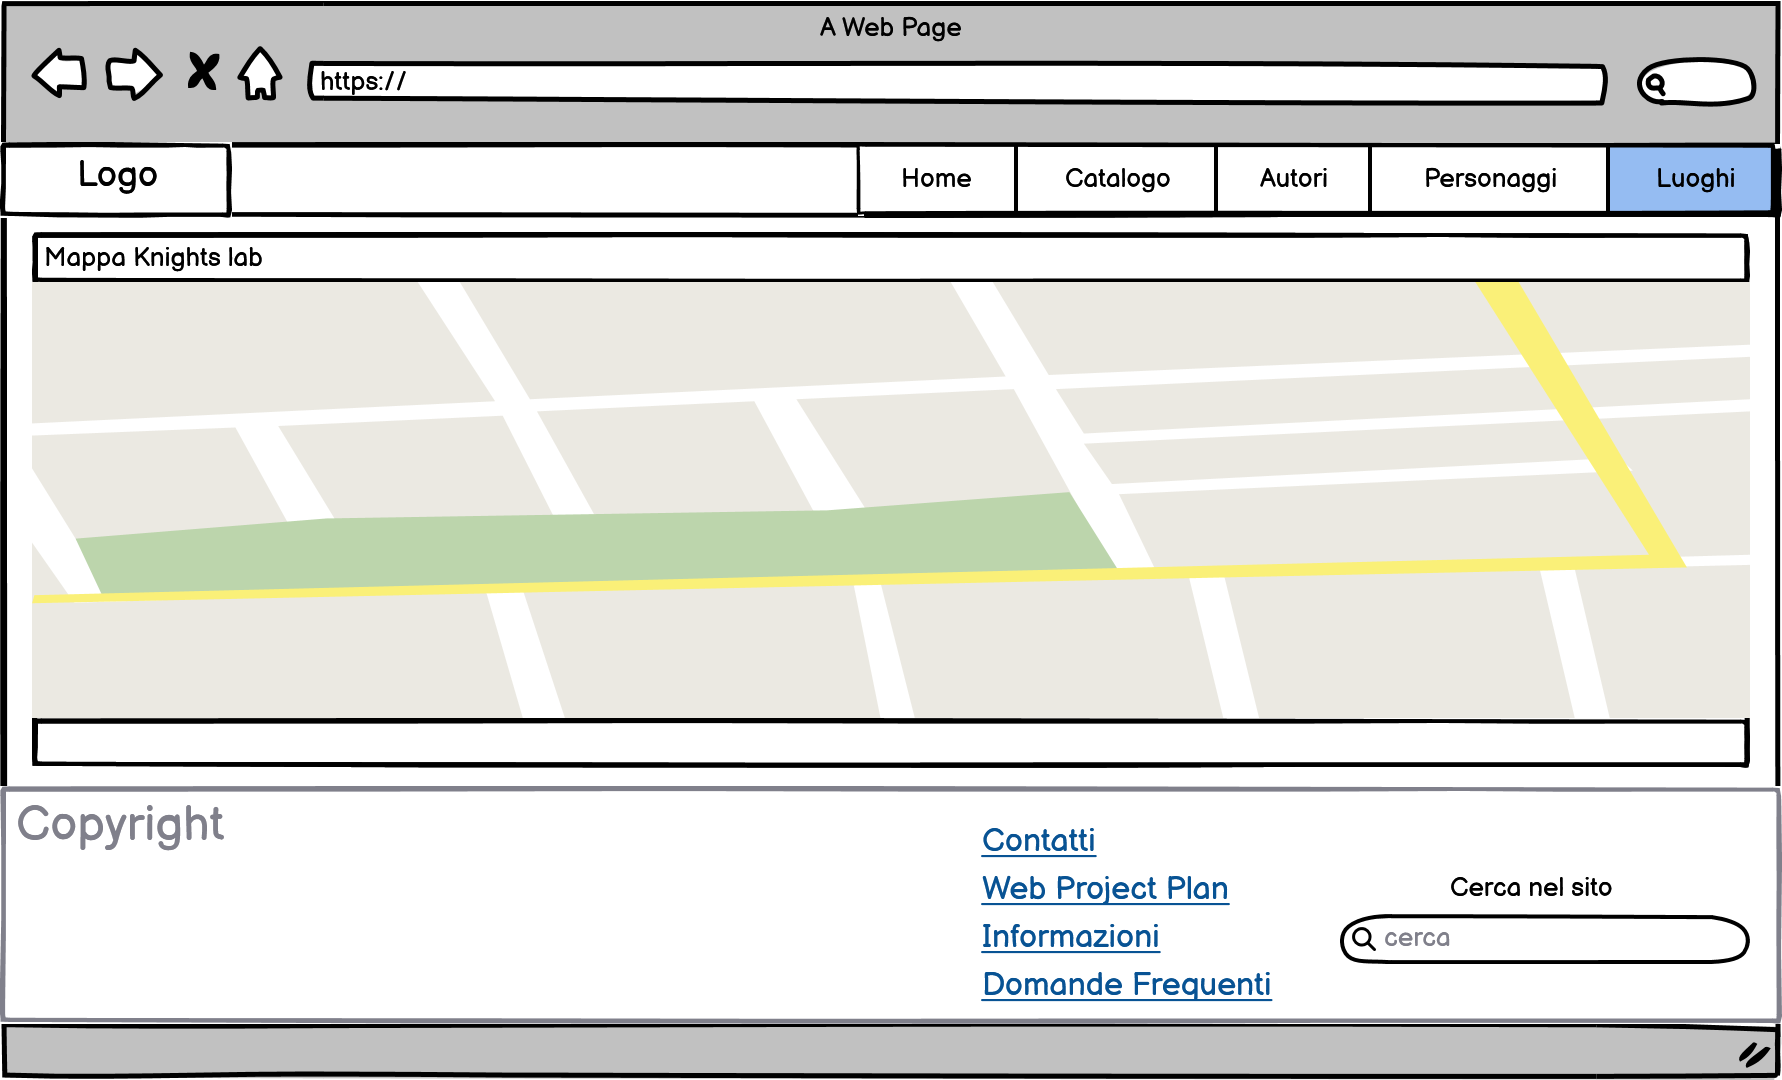 A Web Page
https://
Logo
Home
Catalogo
Autori
Personaggi
Luoghi
Mappa Knights lab
Copyright
Contatti
Web Project Plan
Informazioni
Domande Frequenti
Cerca nel sito
cerca